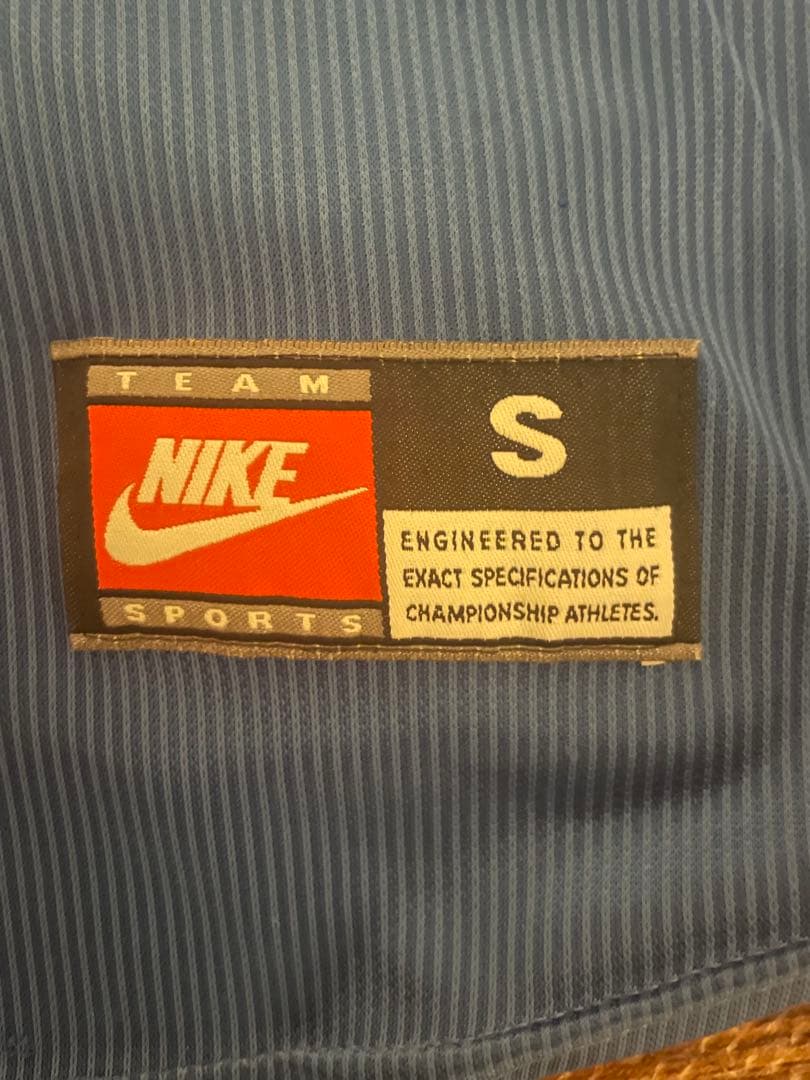 TEAM
NIKE
SPORTS
S
ENGINEERED TO THE
EXACT SPECIFICATIONS OF
CHAMPIONSHIP ATHLETES.